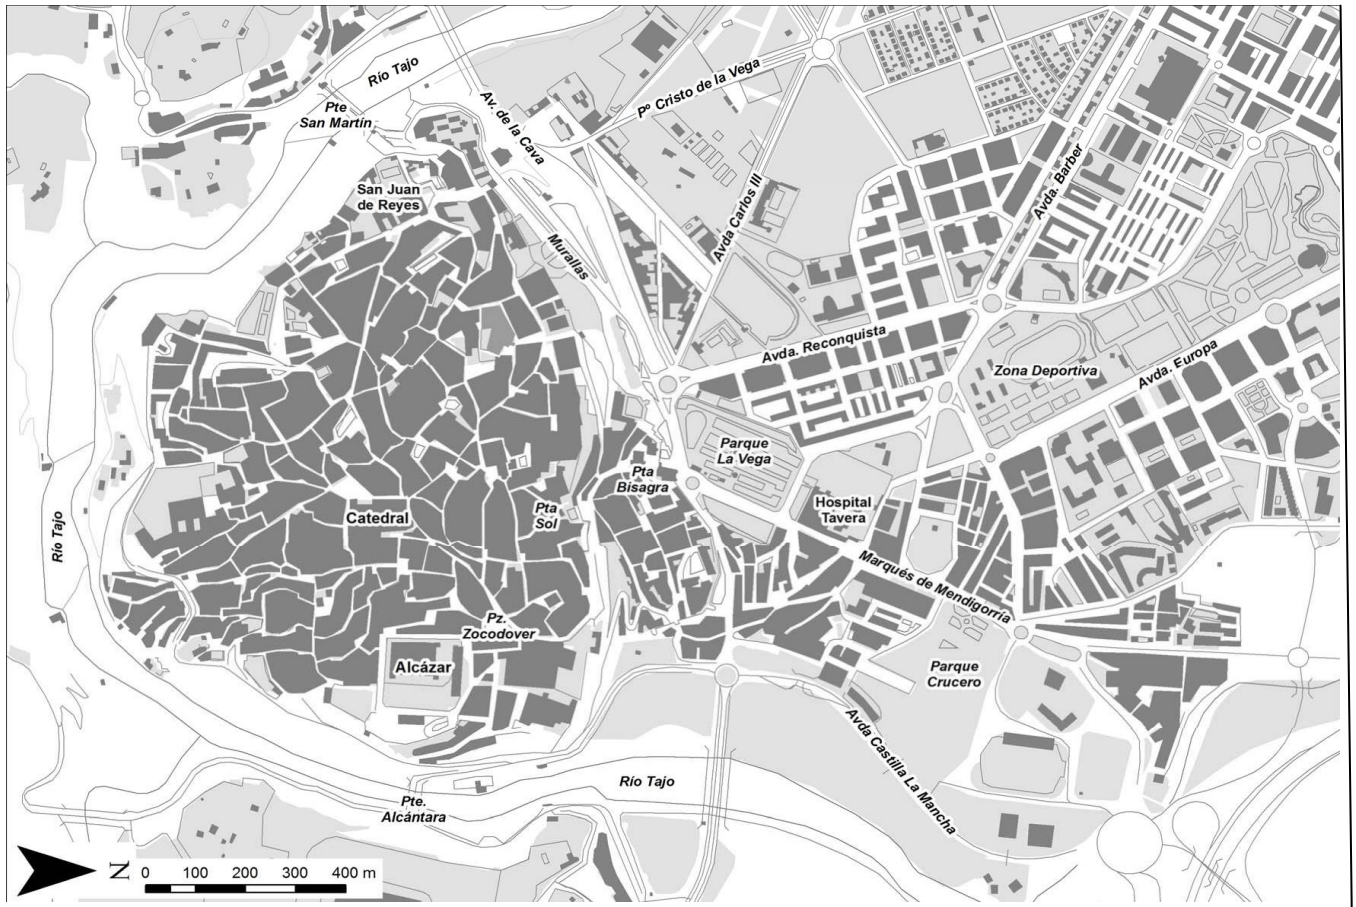 Río Tajo
Pº Cristo de la Vega
Pte
San Martín
Av. de la Cava
San Juan
de Reyes
Avda Carlos III
Avda. Barber
Murallas
Avda. Reconquista
Zona Deportiva
Avda. Europa
Parque
La Vega
Pta
Bisagra
Hospital
Tavera
Catedral
Pta
Sol
Río Tajo
Marqués de Mendigorría
Pz.
Zocodover
Alcázar
Parque
Crucero
Avda Castilla La Mancha
Río Tajo
Pte.
Alcántara
N
0 100 200 300 400 m